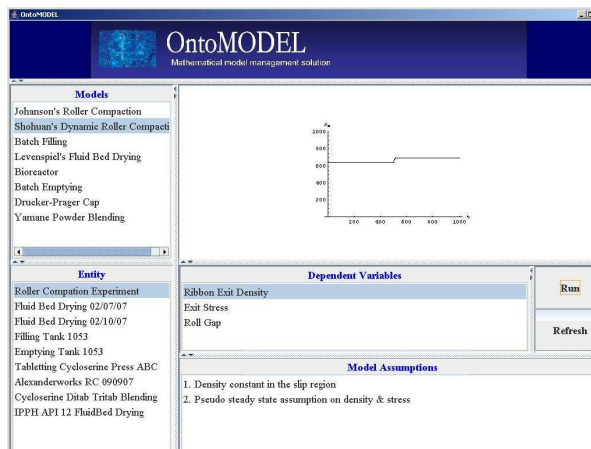 OntoMODEL
OntoMODEL
Mathematical model management solution
Models
Johanson's Roller Compaction
Shohuan's Dynamic Roller Compacti
Batch Filling
Levenspiel's Fluid Bed Drying
Bioreactor
Batch Emptying
Drucker-Prager Cap
Yamane Powder Blending
1000
800
600
400
200
200 400 600 800 1000
Entity
Roller Compation Experiment
Fluid Bed Drying 02/07/07
Fluid Bed Drying 02/10/07
Filling Tank 1053
Emptying Tank 1053
Tabletting Cycloserine Press ABC
Alexanderworks RC 090907
Cycloserine Ditab Tritab Blending
IPPH API 12 FluidBed Drying
Dependent Variables
Ribbon Exit Density
Exit Stress
Roll Gap
Run
Refresh
Model Assumptions
1. Density constant in the slip region
2. Pseudo steady state assumption on density & stress